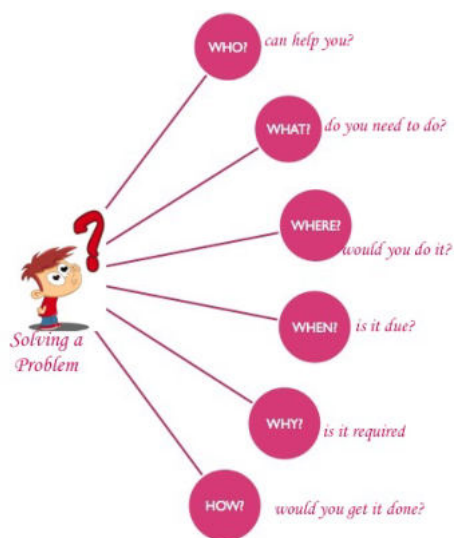 WHO? can help you?
WHAT? do you need to do?
WHERE?
would you do it?
WHEN? is it due?
Solving a
Problem
WHY? is it required
HOW? would you get it done?